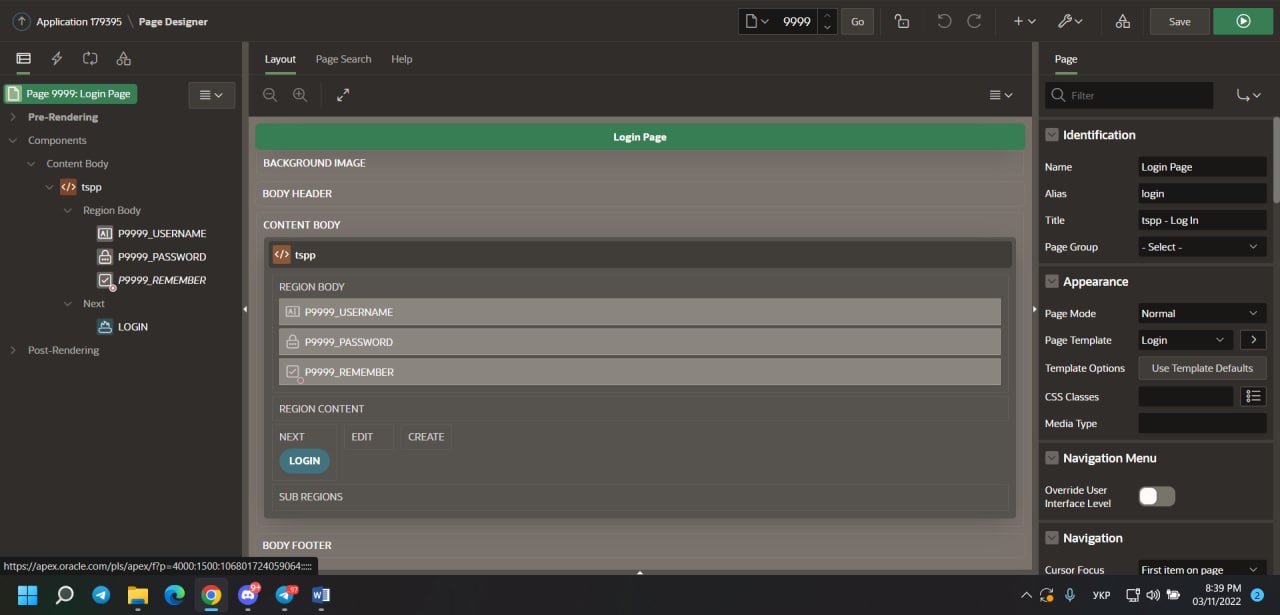 Application 179395 \ Page Designer
9999
Go
Save
Layout
Page Search
Help
Page
Page 9999: Login Page
Filter
Pre-Rendering
Components
Content Body
tspp
Region Body
P9999_USERNAME
P9999_PASSWORD
P9999_REMEMBER
Next
LOGIN
Post-Rendering
Login Page
BACKGROUND IMAGE
BODY HEADER
CONTENT BODY
tspp
REGION BODY
P9999_USERNAME
P9999_PASSWORD
P9999_REMEMBER
REGION CONTENT
NEXT
EDIT
CREATE
LOGIN
SUB REGIONS
BODY FOOTER
Identification
Name
Login Page
Alias
login
Title
tspp - Log In
Page Group
- Select -
Appearance
Page Mode
Normal
Page Template
Login
Template Options
Use Template Defaults
CSS Classes
Media Type
Navigation Menu
Override User
Interface Level
Navigation
Cursor Focus
First item on page
https://apex.oracle.com/pls/apex/f?p=4000:1500:106801724059064:::::
УКР
8:39 PM
03/11/2022
2